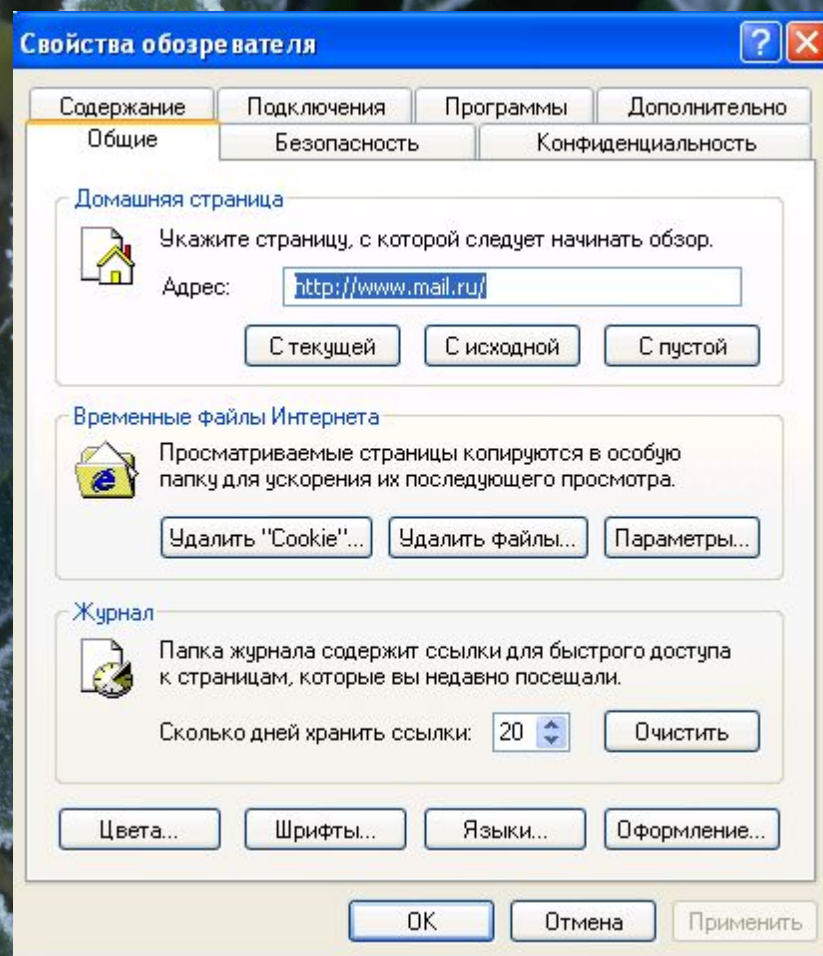 Свойства обозревателя
Содержание Подключения Программы Дополнительно
Общие Безопасность Конфиденциальность
Домашняя страница
Укажите страницу, с которой следует начинать обзор.
Адрес: http://www.mail.ru/
С текущей С исходной С пустой
Временные файлы Интернета
Просматриваемые страницы копируются в особую
папку для ускорения их последующего просмотра.
Удалить "Cookie"... Удалить файлы... Параметры...
Журнал
Папка журнала содержит ссылки для быстрого доступа
к страницам, которые вы недавно посещали.
Сколько дней хранить ссылки: 20 Очистить
Цвета... Шрифты... Языки... Оформление...
OK Отмена Применить